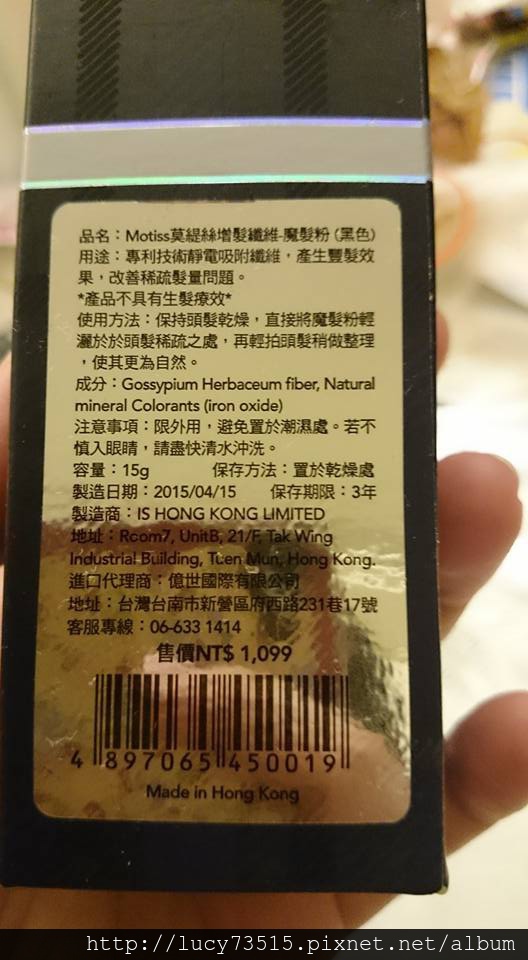 品名：Motiss莫緹絲增髮纖維-魔髮粉 (黑色)
用途：專利技術靜電吸附纖維，產生豐髮效
果，改善稀疏髮量問題。
*產品不具有生髮療效*
使用方法：保持頭髮乾燥，直接將魔髮粉輕
灑於於頭髮稀疏之處，再輕拍頭髮稍做整理
，使其更為自然。
成分：Gossypium Herbaceum fiber, Natural
mineral Colorants (iron oxide)
注意事項：限外用，避免置於潮濕處。若不
慎入眼睛，請盡快清水沖洗。
容量：15g 保存方法：置於乾燥處
製造日期：2015/04/15 保存期限：3年
製造商：IS HONG KONG LIMITED
地址：Rcom7, UnitB, 21/F, Tak Wing
Industrial Building, Tuen Mun, Hong Kong.
進口代理商：億世國際有限公司
地址：台灣台南市新營區府西路231巷17號
客服專線：06-633 1414
售價NT$ 1,099
4 897065 450019
Made in Hong Kong
http://lucy73515.pixnet.net/album